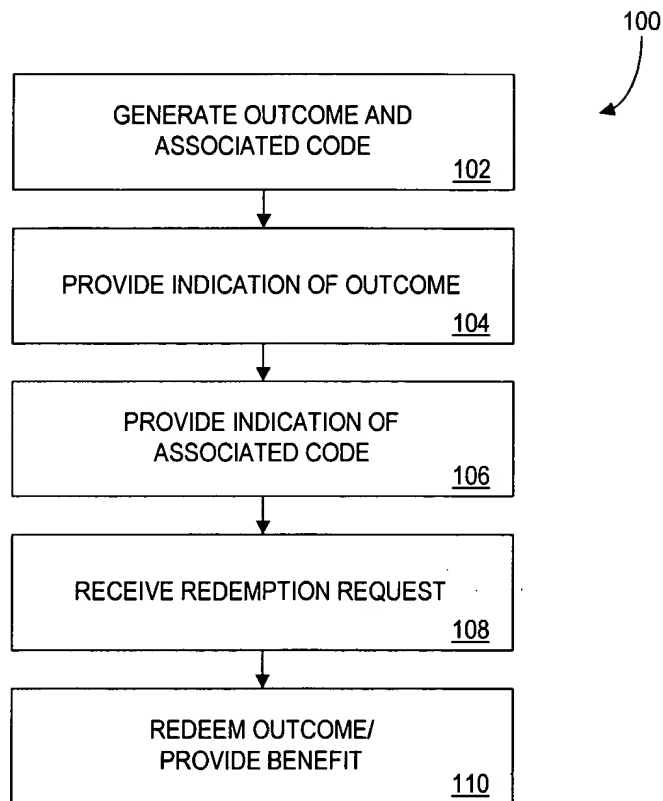 100
GENERATE OUTCOME AND
ASSOCIATED CODE
102
PROVIDE INDICATION OF OUTCOME
104
PROVIDE INDICATION OF
ASSOCIATED CODE
106
RECEIVE REDEMPTION REQUEST
108
REDEEM OUTCOME/
PROVIDE BENEFIT
110